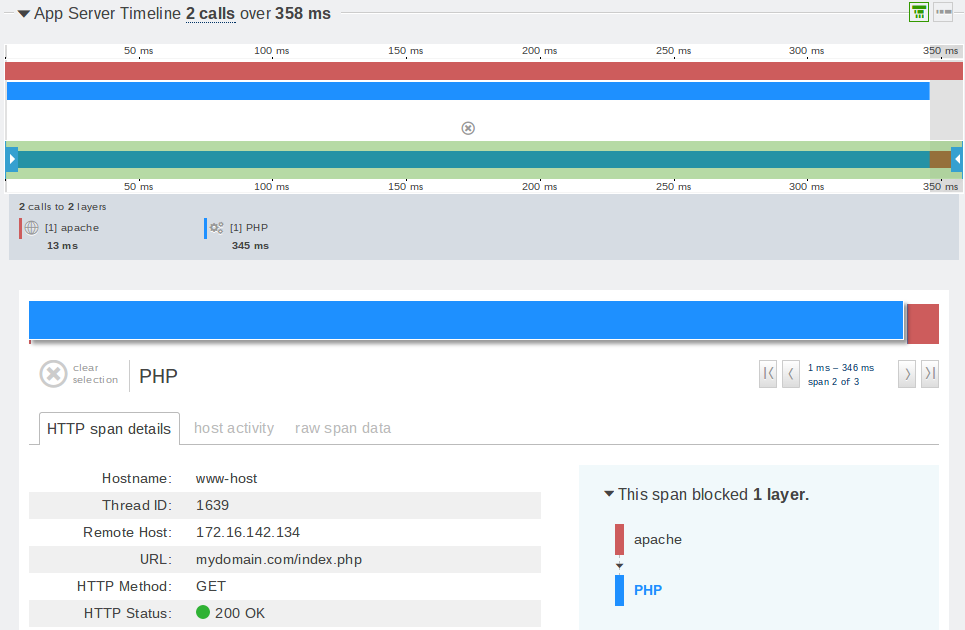 App Server Timeline 2 calls over 358 ms
50 ms 100 ms 150 ms 200 ms 250 ms 300 ms 350 ms
50 ms 100 ms 150 ms 200 ms 250 ms 300 ms 350 ms
2 calls to 2 layers
[1] apache [1] PHP
13 ms 345 ms
clear selection PHP
1 ms – 346 ms
span 2 of 3
HTTP span details host activity raw span data
Hostname: www-host
Thread ID: 1639
Remote Host: 172.16.142.134
URL: mydomain.com/index.php
HTTP Method: GET
HTTP Status: 200 OK
This span blocked 1 layer.
apache
PHP